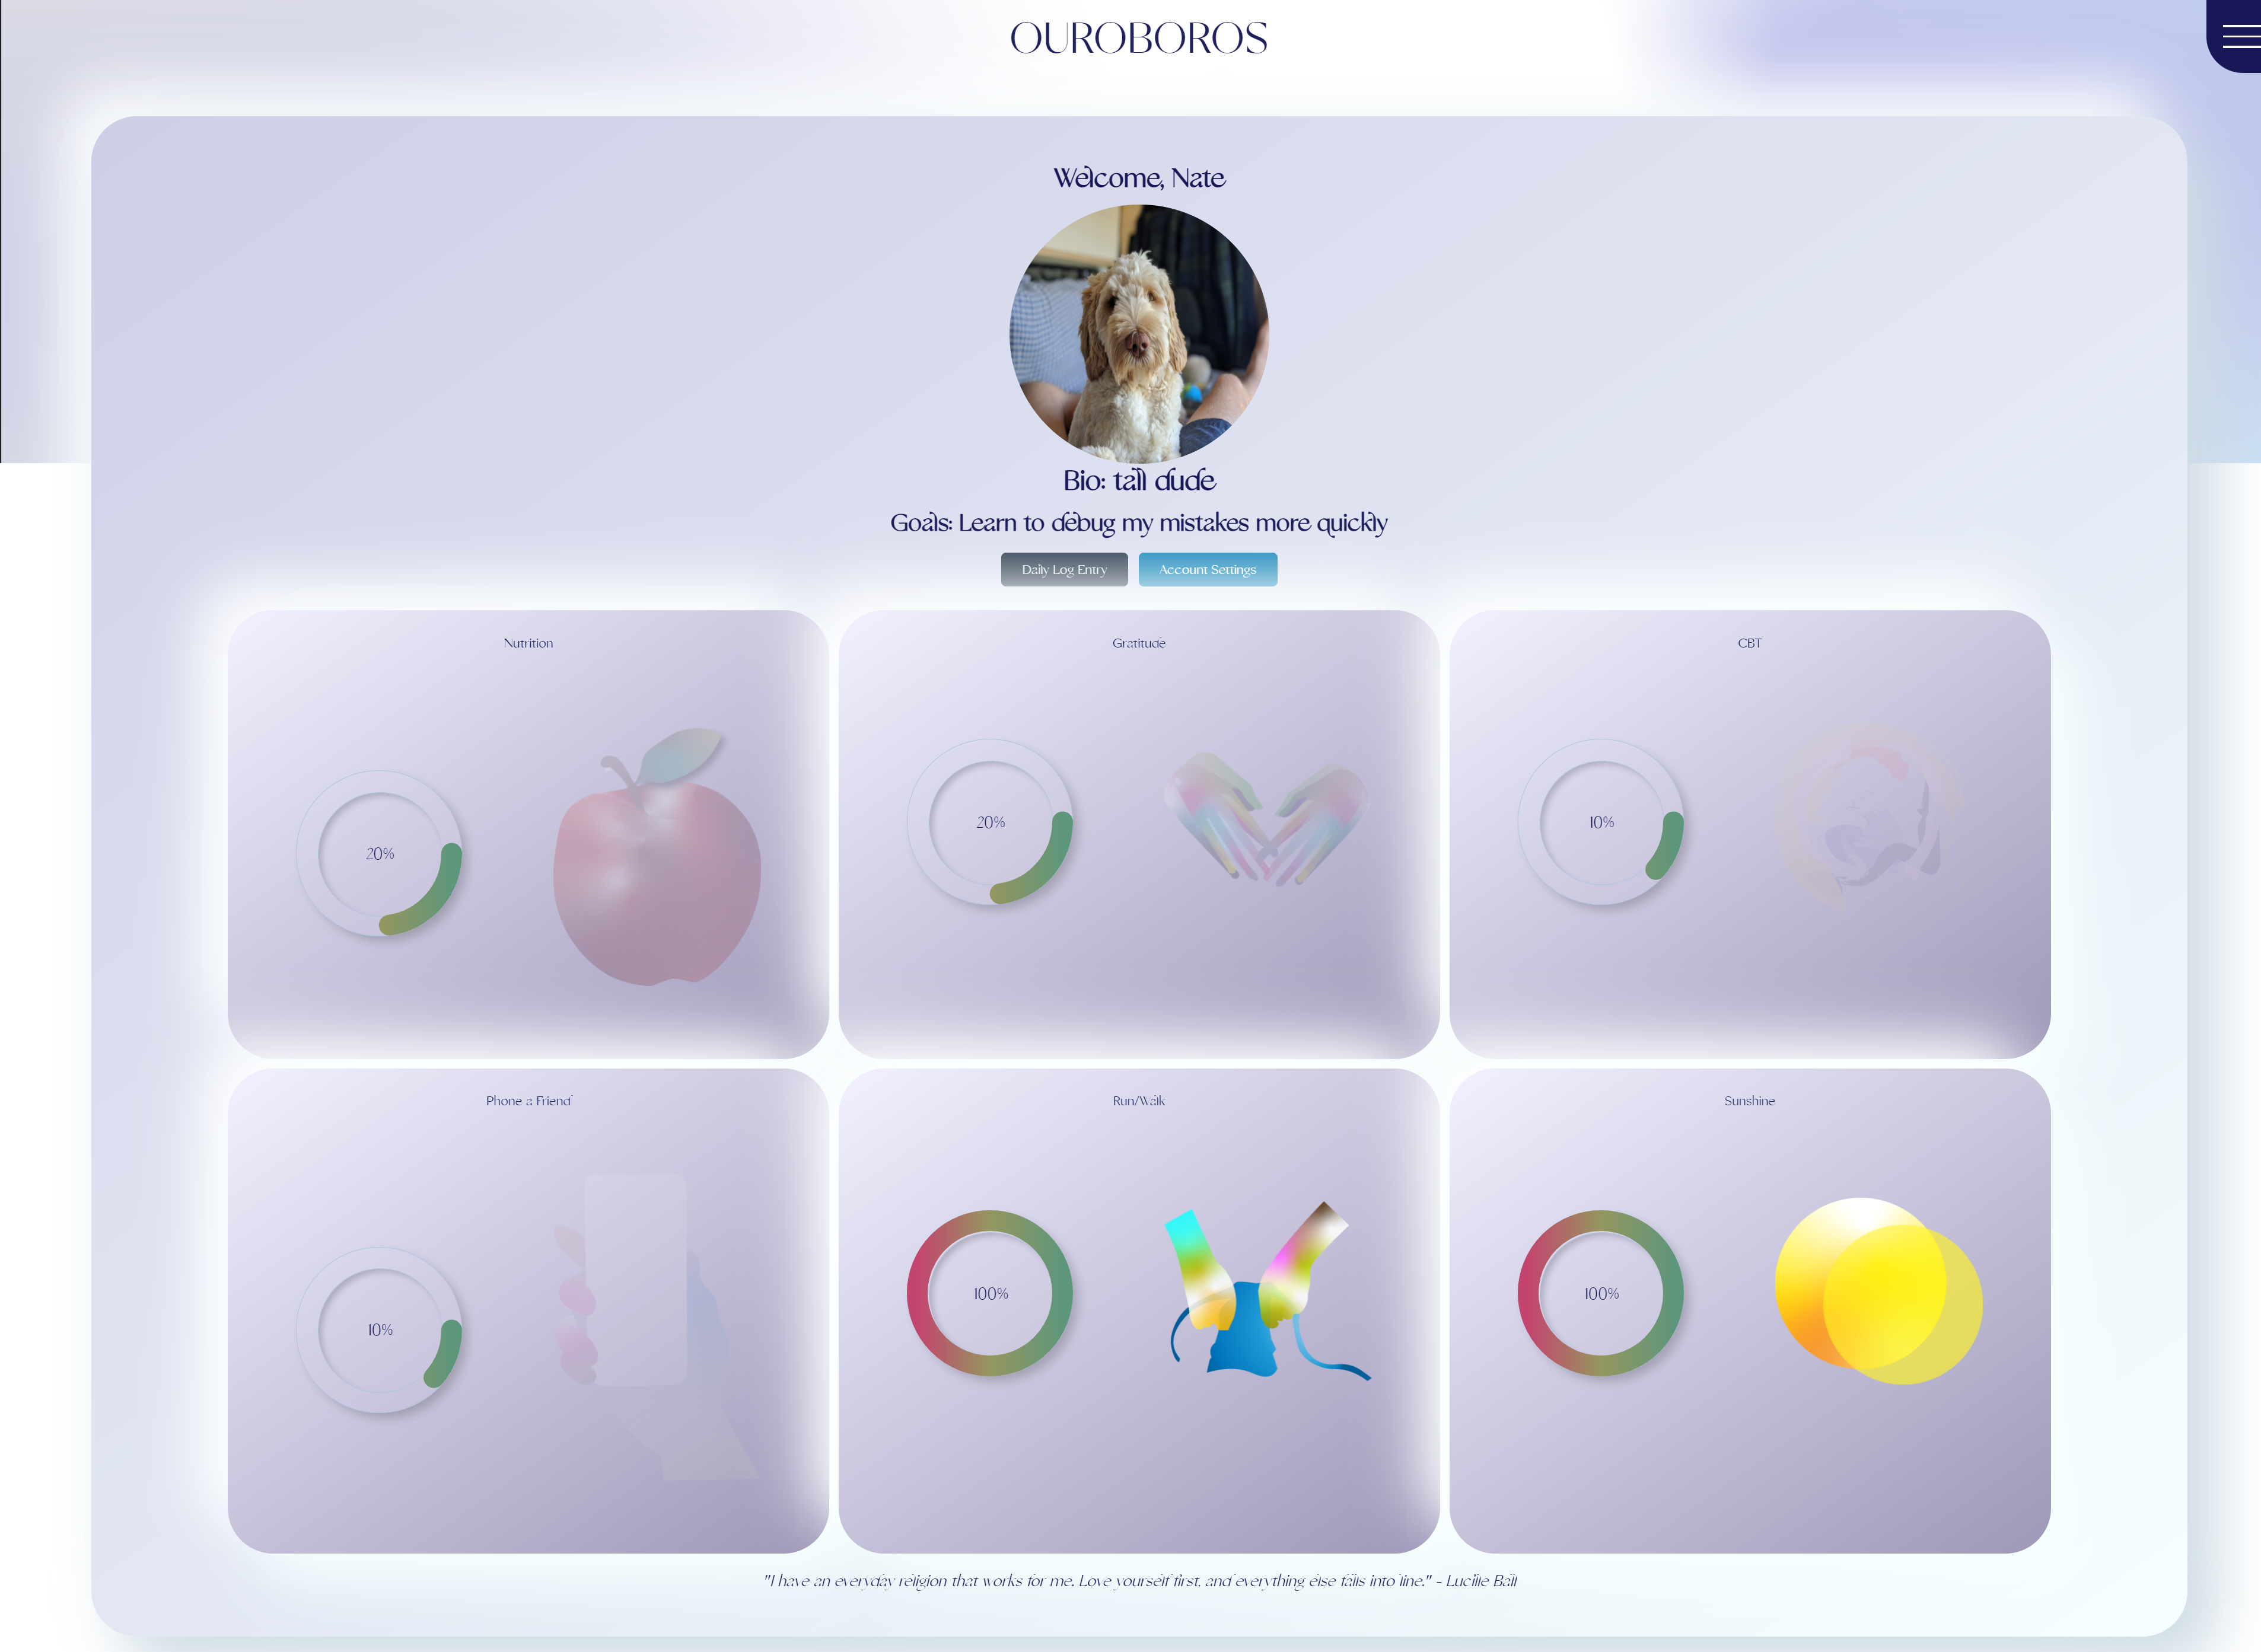 OUROBOROS
Welcome, Nate
Bio: tall dude
Goals: Learn to debug my mistakes more quickly
Daily Log Entry Account Settings
Nutrition Gratitude CBT
20% 20% 10%
Phone a Friend Run/Walk Sunshine
10% 100% 100%
"I have an everyday religion that works for me. Love yourself first, and everything else falls into line." - Lucille Ball